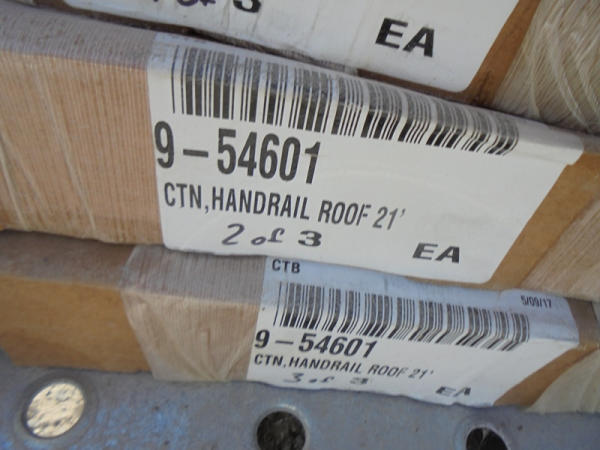 3
EA
9-54601
CTN,HANDRAIL ROOF 21'
2 of 3
EA
CTB
5/09/17
9-54601
CTN,HANDRAIL ROOF 21'
3 of 3
EA